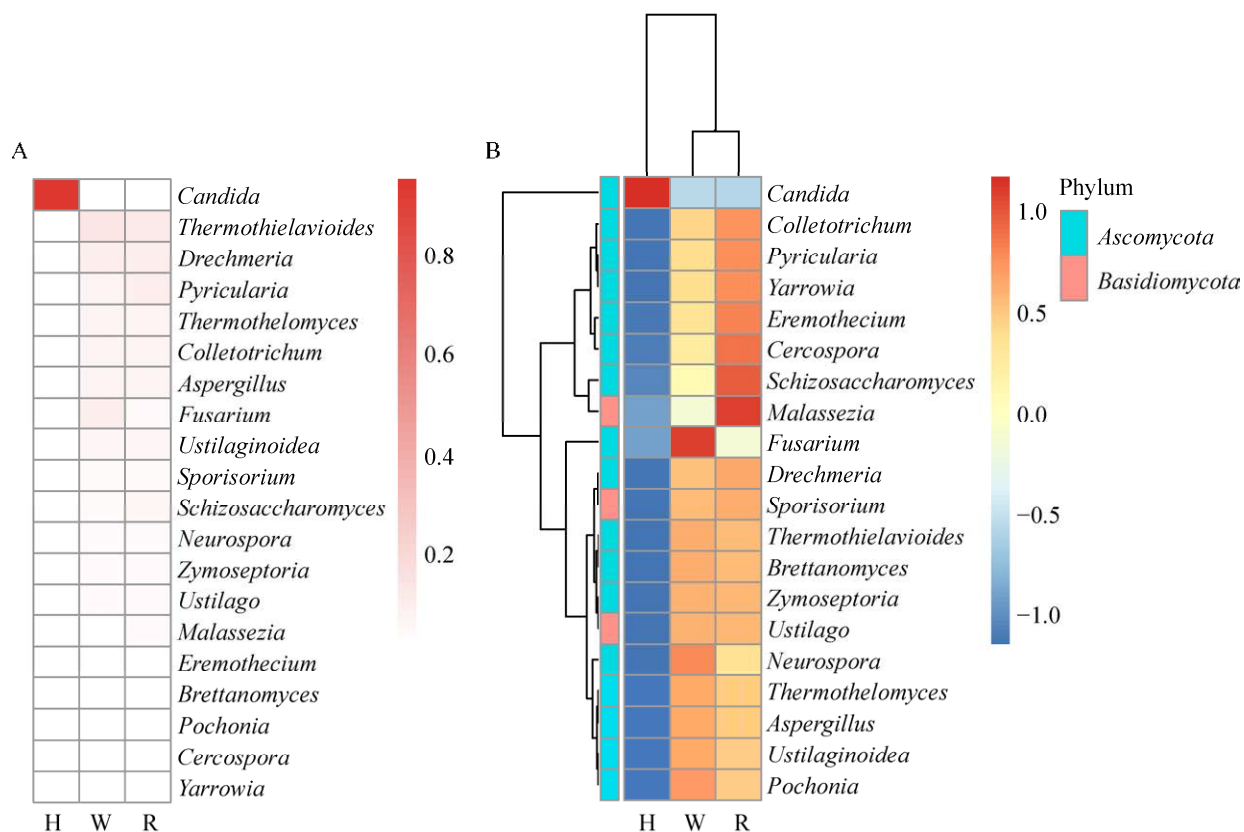 A
Candida
Thermothielavioides
Drechmeria
Pyricularia
Thermothelomyces
Colletotrichum
Aspergillus
Fusarium
Ustilaginoidea
Sporisorium
Schizosaccharomyces
Neurospora
Zymoseptoria
Ustilago
Malassezia
Eremothecium
Brettanomyces
Pochonia
Cercospora
Yarrowia
H W R
0.8
0.6
0.4
0.2
B
Candida
Colletotrichum
Pyricularia
Yarrowia
Eremothecium
Cercospora
Schizosaccharomyces
Malassezia
Fusarium
Drechmeria
Sporisorium
Thermothielavioides
Brettanomyces
Zymoseptoria
Ustilago
Neurospora
Thermothelomyces
Aspergillus
Ustilaginoidea
Pochonia
H W R
1.0
0.5
0.0
−0.5
−1.0
Phylum
Ascomycota
Basidiomycota